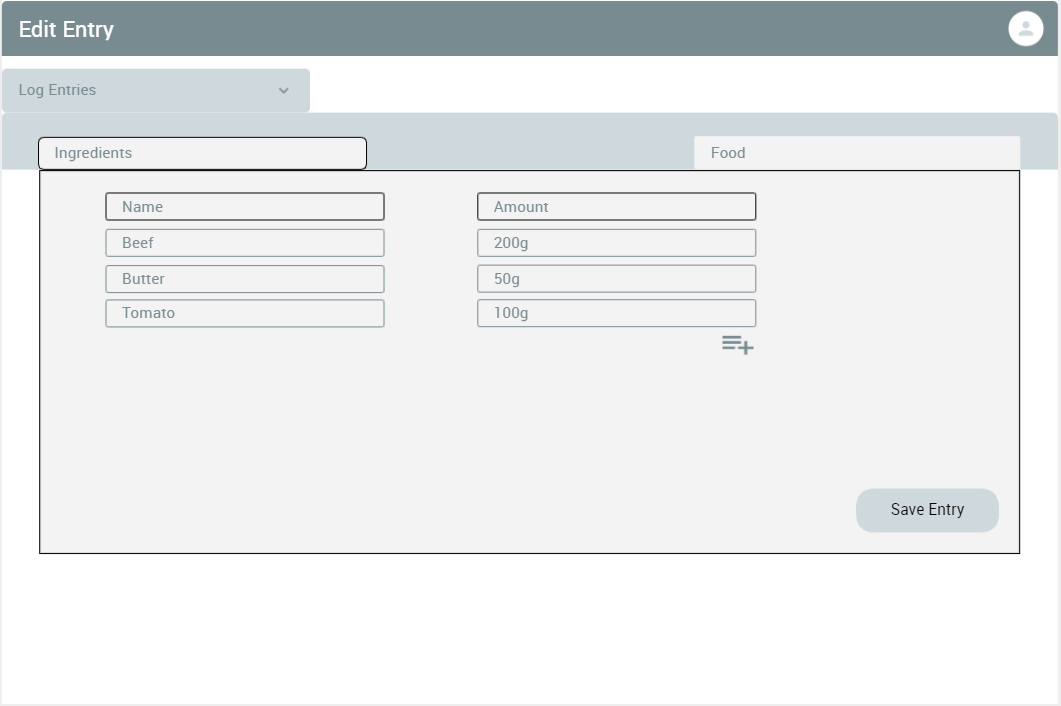 Edit Entry
Log Entries
Ingredients
Food
Name
Amount
Beef
200g
Butter
50g
Tomato
100g
Save Entry